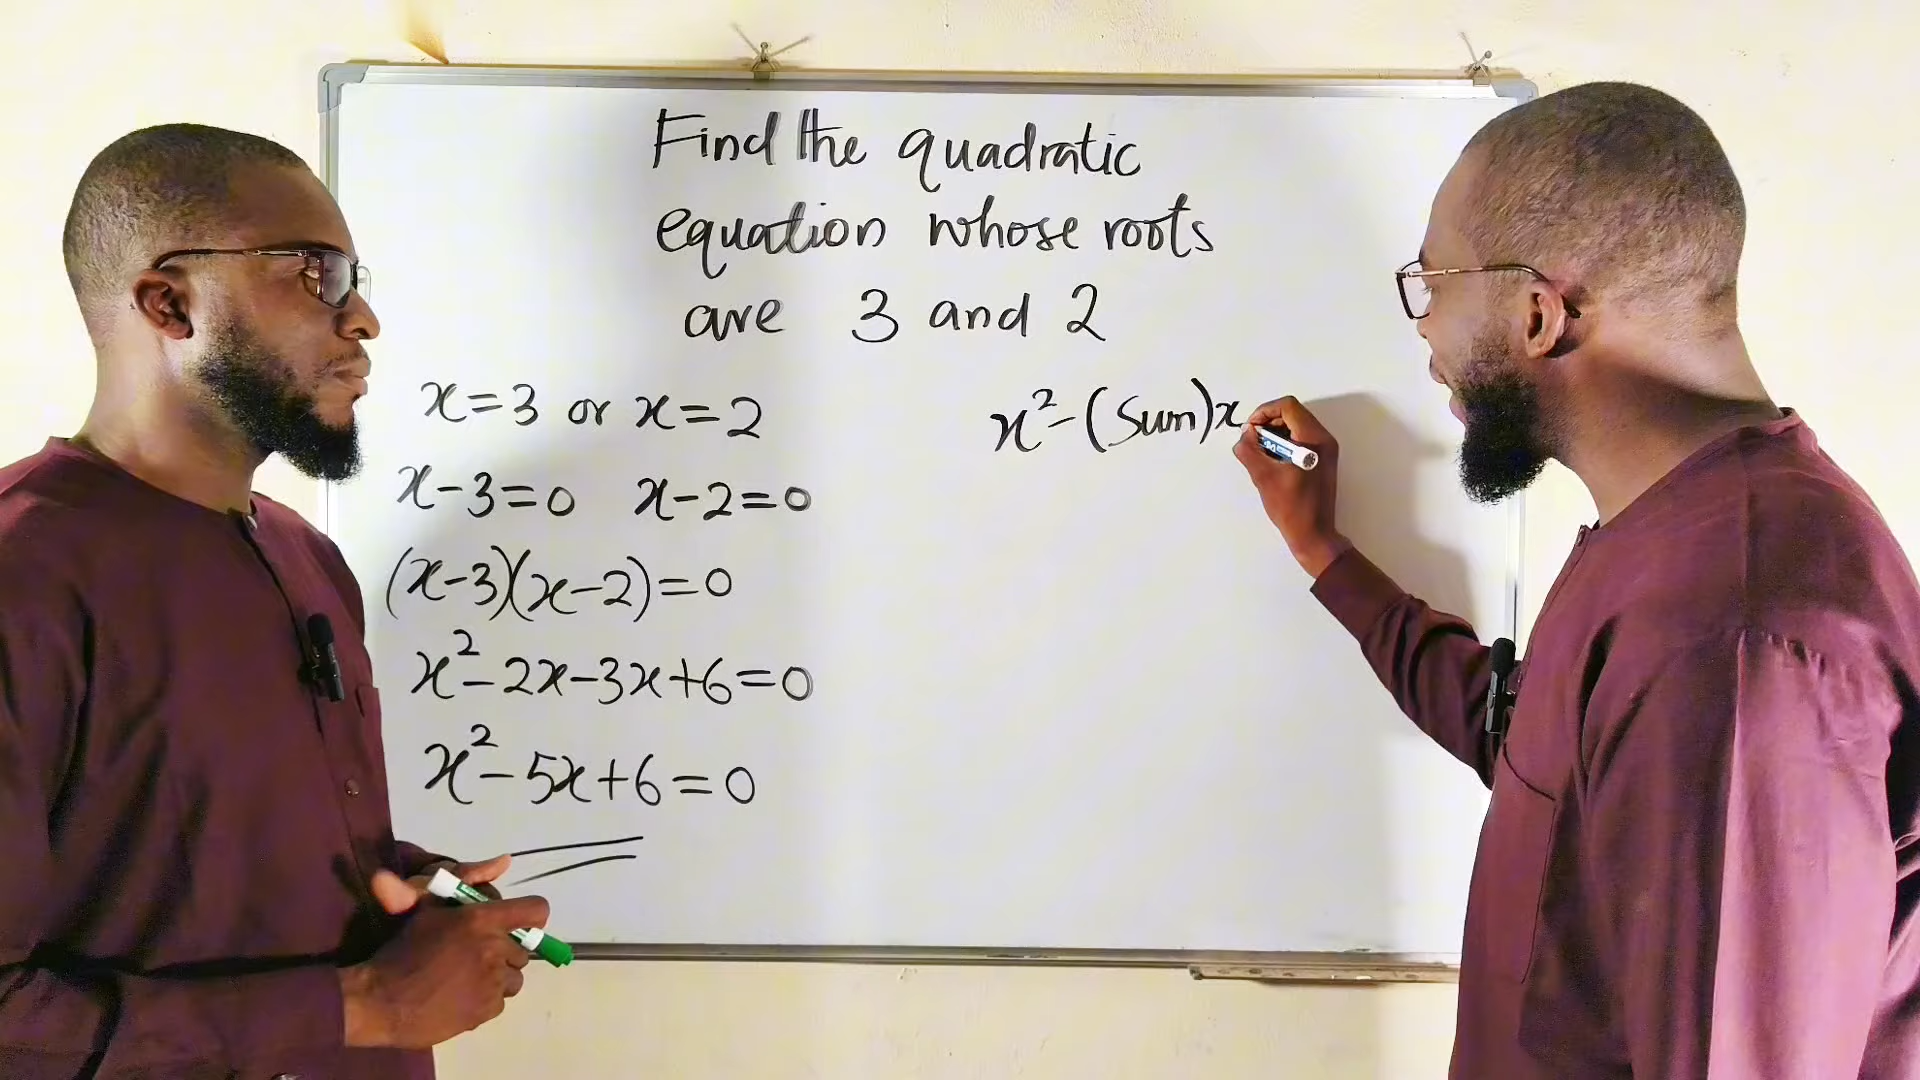 Find the quadratic
equation whose roots
are 3 and 2
x=3 or x=2
x-3=0 x-2=0
(x-3)(x-2)=0
x²-2x-3x+6=0
x²-5x+6=0
x²-(Sum)x